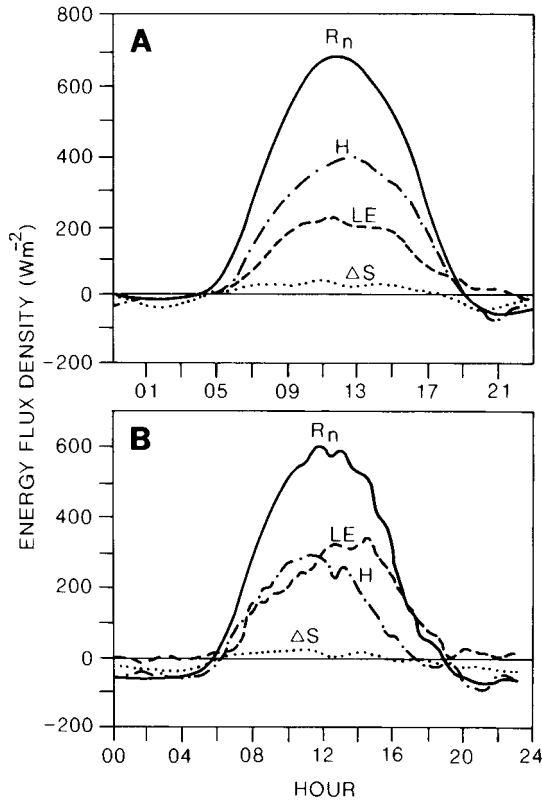 800
A
Rn
600
H
400
LE
200
ΔS
0
-200
01 05 09 13 17 21
B
Rn
600
LE
400
H
200
ΔS
0
-200
00 04 08 12 16 20 24
HOUR
ENERGY FLUX DENSITY (Wm-2)